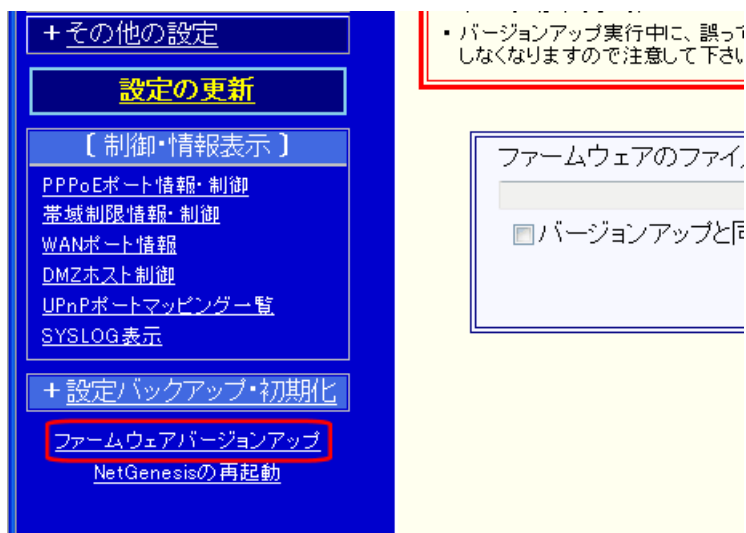 +その他の設定
設定の更新
〔制御・情報表示〕
PPPoEポート情報・制御
帯域制限情報・制御
WANポート情報
DMZホスト制御
UPnPポートマッピング一覧
SYSLOG表示
+設定バックアップ・初期化
ファームウェアバージョンアップ
NetGenesisの再起動
・バージョンアップ実行中に、誤って
しなくなりますので注意して下さい
ファームウェアのファイ
バージョンアップと同